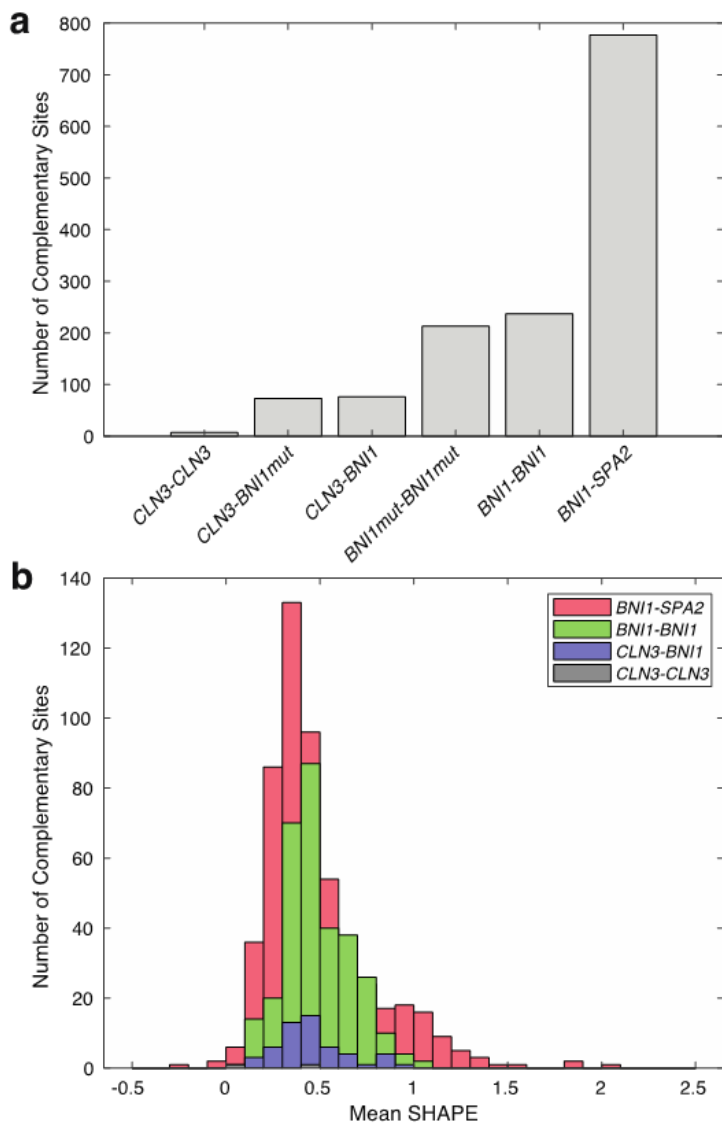 a
800
700
600
500
400
300
200
100
0
Number of Complementary Sites
CLN3-CLN3
CLN3-BNI1mut
CLN3-BNI1
BNI1mut-BNI1mut
BNI1-BNI1
BNI1-SPA2
b
140
120
100
80
60
40
20
0
Number of Complementary Sites
BNI1-SPA2
BNI1-BNI1
CLN3-BNI1
CLN3-CLN3
-0.5 0 0.5 1 1.5 2 2.5
Mean SHAPE